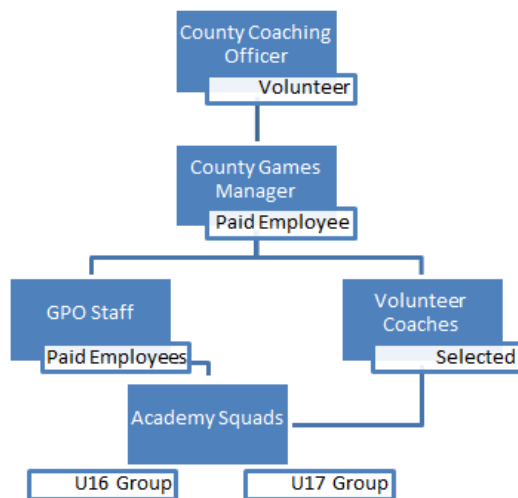 County Coaching
Officer
Volunteer
County Games
Manager
Paid Employee
GPO Staff
Paid Employees
Volunteer
Coaches
Selected
Academy Squads
U16 Group
U17 Group